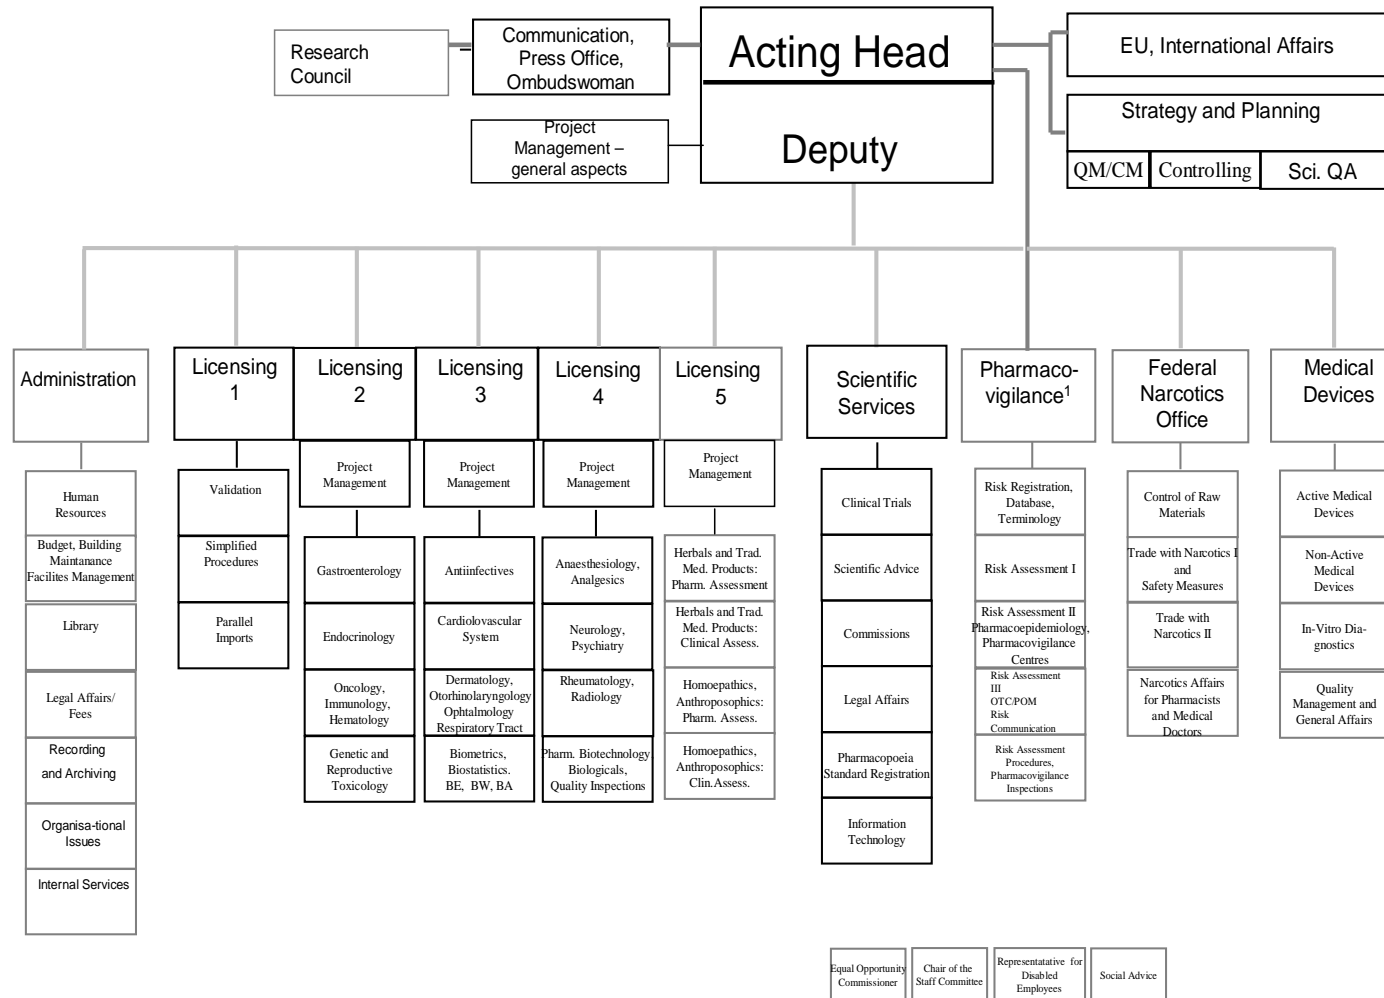 Research
Council
Communication,
Press Office,
Ombudswoman
Acting Head
EU, International Affairs
Project
Management –
general aspects
Deputy
Strategy and Planning
QM/CM
Controlling
Sci. QA
Administration
Licensing
1
Licensing
2
Licensing
3
Licensing
4
Licensing
5
Scientific
Services
Pharmaco-
vigilance¹
Federal
Narcotics
Office
Medical
Devices
Human
Resources
Budget, Building
Maintanance
Facilites Management
Library
Legal Affairs/
Fees
Recording
and Archiving
Organisa-tional
Issues
Internal Services
Validation
Simplified
Procedures
Parallel
Imports
Project
Management
Gastroenterology
Endocrinology
Oncology,
Immunology,
Hematology
Genetic and
Reproductive
Toxicology
Project
Management
Antiinfectives
Cardiolovascular
System
Dermatology,
Otorhinolaryngology
Ophtalmology
Respiratory Tract
Biometrics,
Biostatistics.
BE, BW, BA
Project
Management
Anaesthesiology,
Analgesics
Neurology,
Psychiatry
Rheumatology,
Radiology
Pharm. Biotechnology,
Biologicals,
Quality Inspections
Project
Management
Herbals and Trad.
Med. Products:
Pharm. Assessment
Herbals and Trad.
Med. Products:
Clinical Assess.
Homoepathics,
Anthroposophics:
Pharm. Assess.
Homoepathics,
Anthroposophics:
Clin.Assess.
Clinical Trials
Scientific Advice
Commissions
Legal Affairs
Pharmacopoeia
Standard Registration
Information
Technology
Risk Registration,
Database,
Terminology
Risk Assessment I
Risk Assessment II
Pharmacoepidemiology,
Pharmacovigilance
Centres
Risk Assessment
III
OTC/POM
Risk
Communication
Risk Assessment
Procedures,
Pharmacovigilance
Inspections
Control of Raw
Materials
Trade with Narcotics I
and
Safety Measures
Trade with
Narcotics II
Narcotics Affairs
for Pharmacists
and Medical
Doctors
Active Medical
Devices
Non-Active
Medical
Devices
In-Vitro Dia-
gnostics
Quality
Management and
General Affairs
Equal Opportunity
Commissioner
Chair of the
Staff Committee
Representatative for
Disabled
Employees
Social Advice